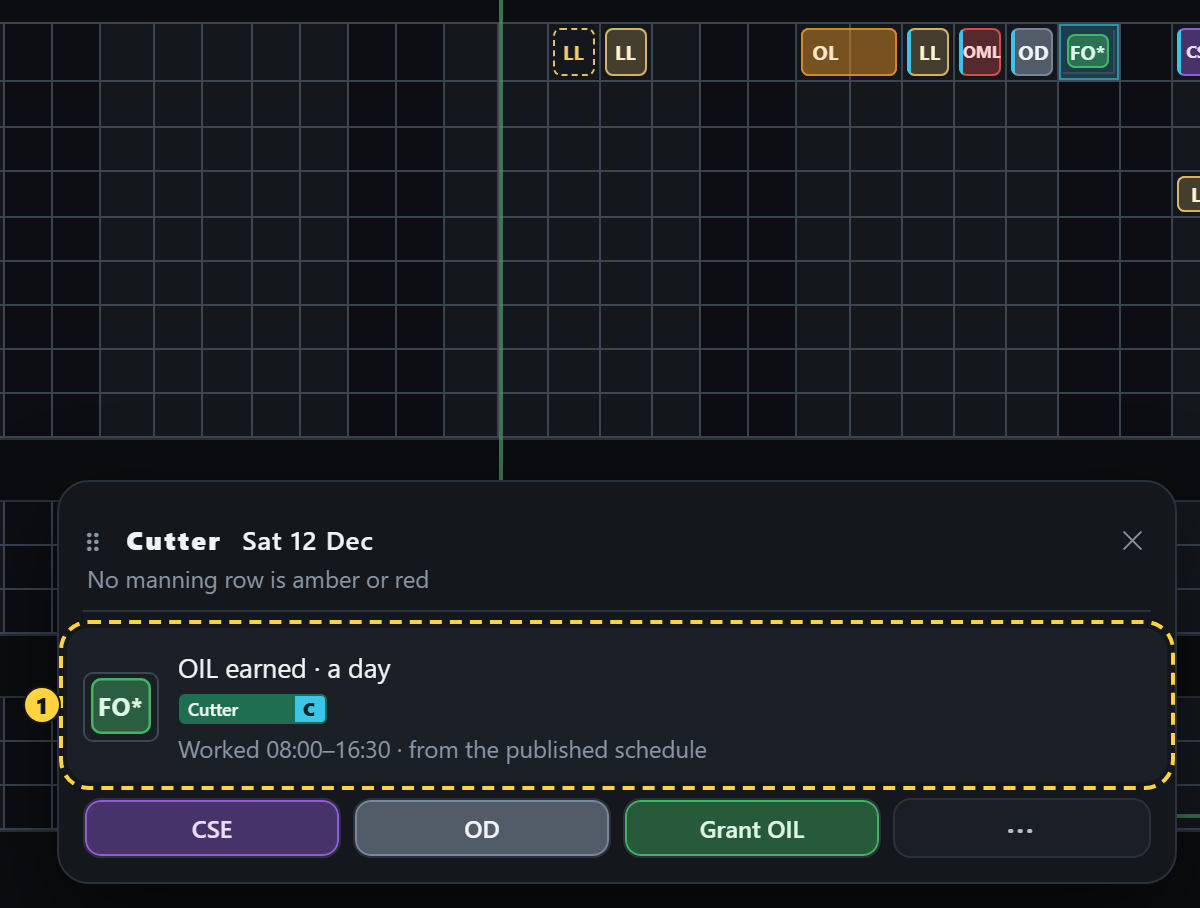 LL LL OL LL OML OD FO*
Cutter Sat 12 Dec
No manning row is amber or red
1
FO*
OIL earned · a day
Cutter C
Worked 08:00–16:30 · from the published schedule
CSE OD Grant OIL ...